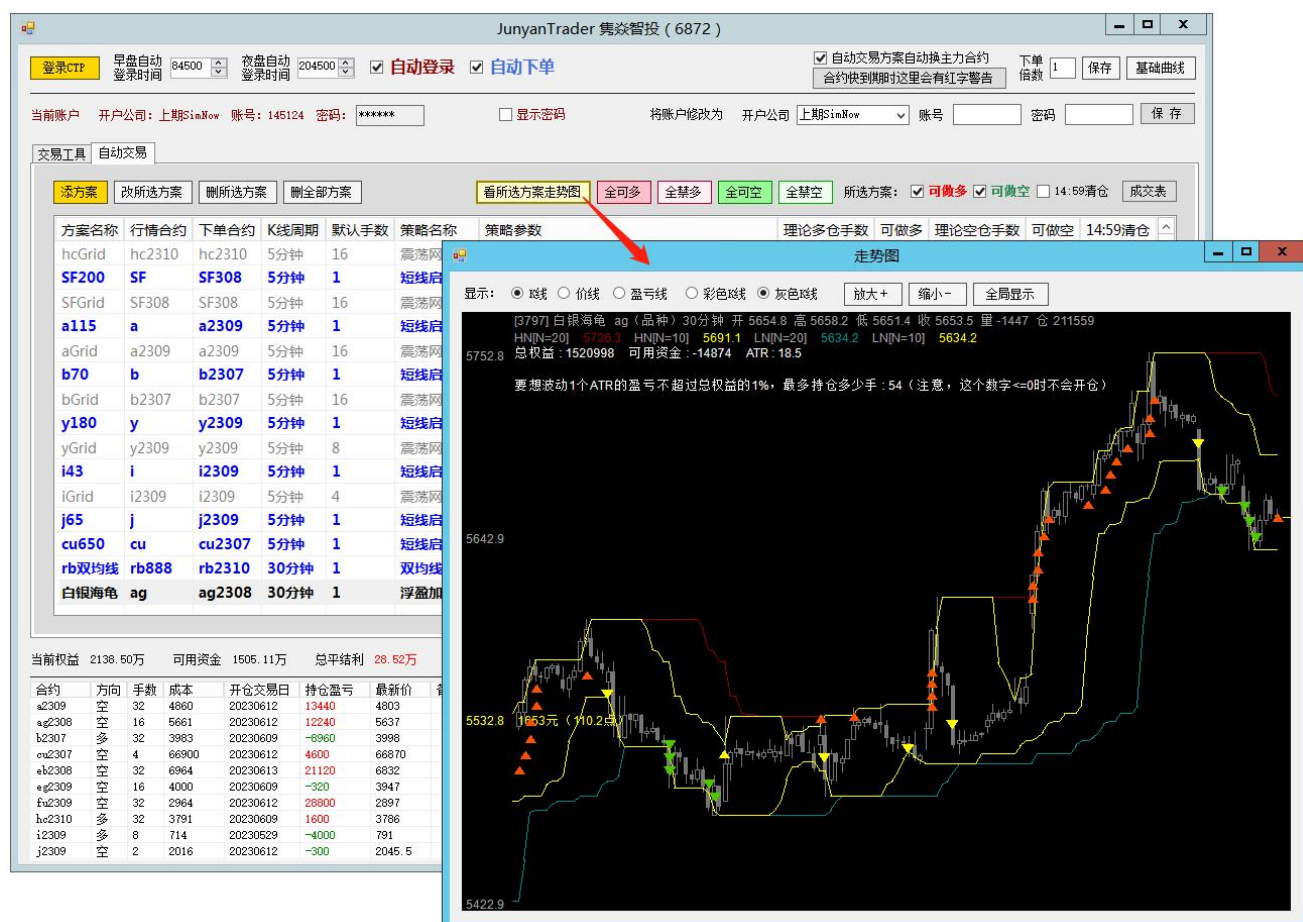 JunyanTrader 隽焱智投 ( 6872 )
登录CTP 早盘自动登录时间 84500 夜盘自动登录时间 204500 自动登录 自动下单 自动交易方案自动换主力合约 下单倍数 1 保存 基础曲线
合约快到期时这里会有红字警告
当前账户 开户公司: 上期SimNow 账号: 145124 密码: ****** 显示密码 将账户修改为 开户公司 上期SimNow 账号 密码 保 存
交易工具 自动交易
添方案 改所选方案 删所选方案 删全部方案 看所选方案走势图 全可多 全禁多 全可空 全禁空 所选方案: 可做多 可做空 14:59清仓 成交表
方案名称 行情合约 下单合约 K线周期 默认手数 策略名称 策略参数 理论多仓手数 可做多 理论空仓手数 可做空 14:59清仓
hcGrid hc2310 hc2310 5分钟 16 震荡网
SF200 SF SF308 5分钟 1 短线启
SFGrid SF308 SF308 5分钟 16 震荡网
a115 a a2309 5分钟 1 短线启
aGrid a2309 a2309 5分钟 16 震荡网
b70 b b2307 5分钟 1 短线启
bGrid b2307 b2307 5分钟 16 震荡网
y180 y y2309 5分钟 1 短线启
yGrid y2309 y2309 5分钟 8 震荡网
i43 i i2309 5分钟 1 短线启
iGrid i2309 i2309 5分钟 4 震荡网
j65 j j2309 5分钟 1 短线启
cu650 cu cu2307 5分钟 1 短线启
rb双均线 rb888 rb2310 30分钟 1 双均线
白银海龟 ag ag2308 30分钟 1 浮盈加
当前权益 2138.50万 可用资金 1505.11万 总平结利 28.52万
合约 方向 手数 成本 开仓交易日 持仓盈亏 最新价
a2309 空 32 4860 20230612 13440 4803
ag2308 空 16 5661 20230612 12240 5637
b2307 多 32 3983 20230609 -8960 3998
cu2307 空 4 66900 20230612 4600 66870
eb2308 空 32 6964 20230613 21120 6832
eg2309 空 16 4000 20230609 -320 3947
fu2309 空 32 2964 20230612 28800 2897
hc2310 多 32 3791 20230609 1600 3786
i2309 多 8 714 20230529 -4000 791
j2309 空 2 2016 20230612 -300 2045.5
走势图
显示: K线 价线 盈亏线 彩色K线 灰色K线 放大+ 缩小- 全局显示
[3797] 白银海龟 ag (品种) 30分钟 开 5654.8 高 5658.2 低 5651.4 收 5653.5 量 -1447 仓 211559
HN[N=20] 5726.3 HN[N=10] 5691.1 LN[N=20] 5634.2 LN[N=10] 5634.2
总权益 : 1520998 可用资金 : -14874 ATR : 18.5
要想波动1个ATR的盈亏不超过总权益的1%，最多持仓多少手 : 54 ( 注意，这个数字<=0时不会开仓 )
5752.8
5642.9
5532.8 1653元 ( 110.2点 )
5422.9